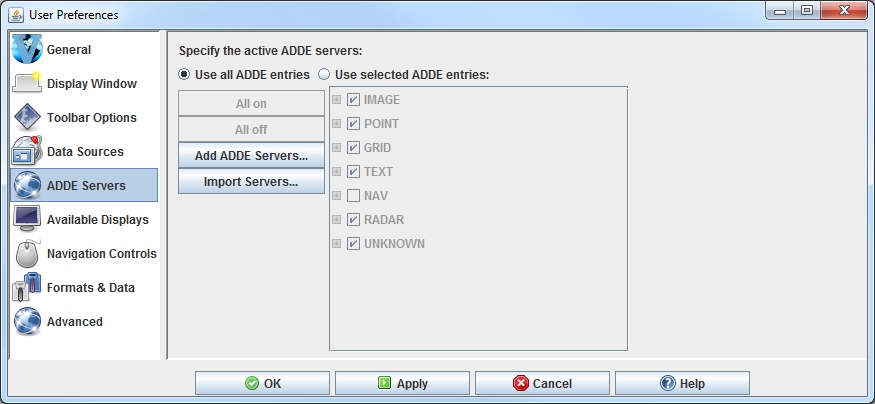 User Preferences
General
Display Window
Toolbar Options
Data Sources
ADDE Servers
Available Displays
Navigation Controls
Formats & Data
Advanced
Specify the active ADDE servers:
Use all ADDE entries Use selected ADDE entries:
All on
All off
Add ADDE Servers...
Import Servers...
IMAGE
POINT
GRID
TEXT
NAV
RADAR
UNKNOWN
OK Apply Cancel Help